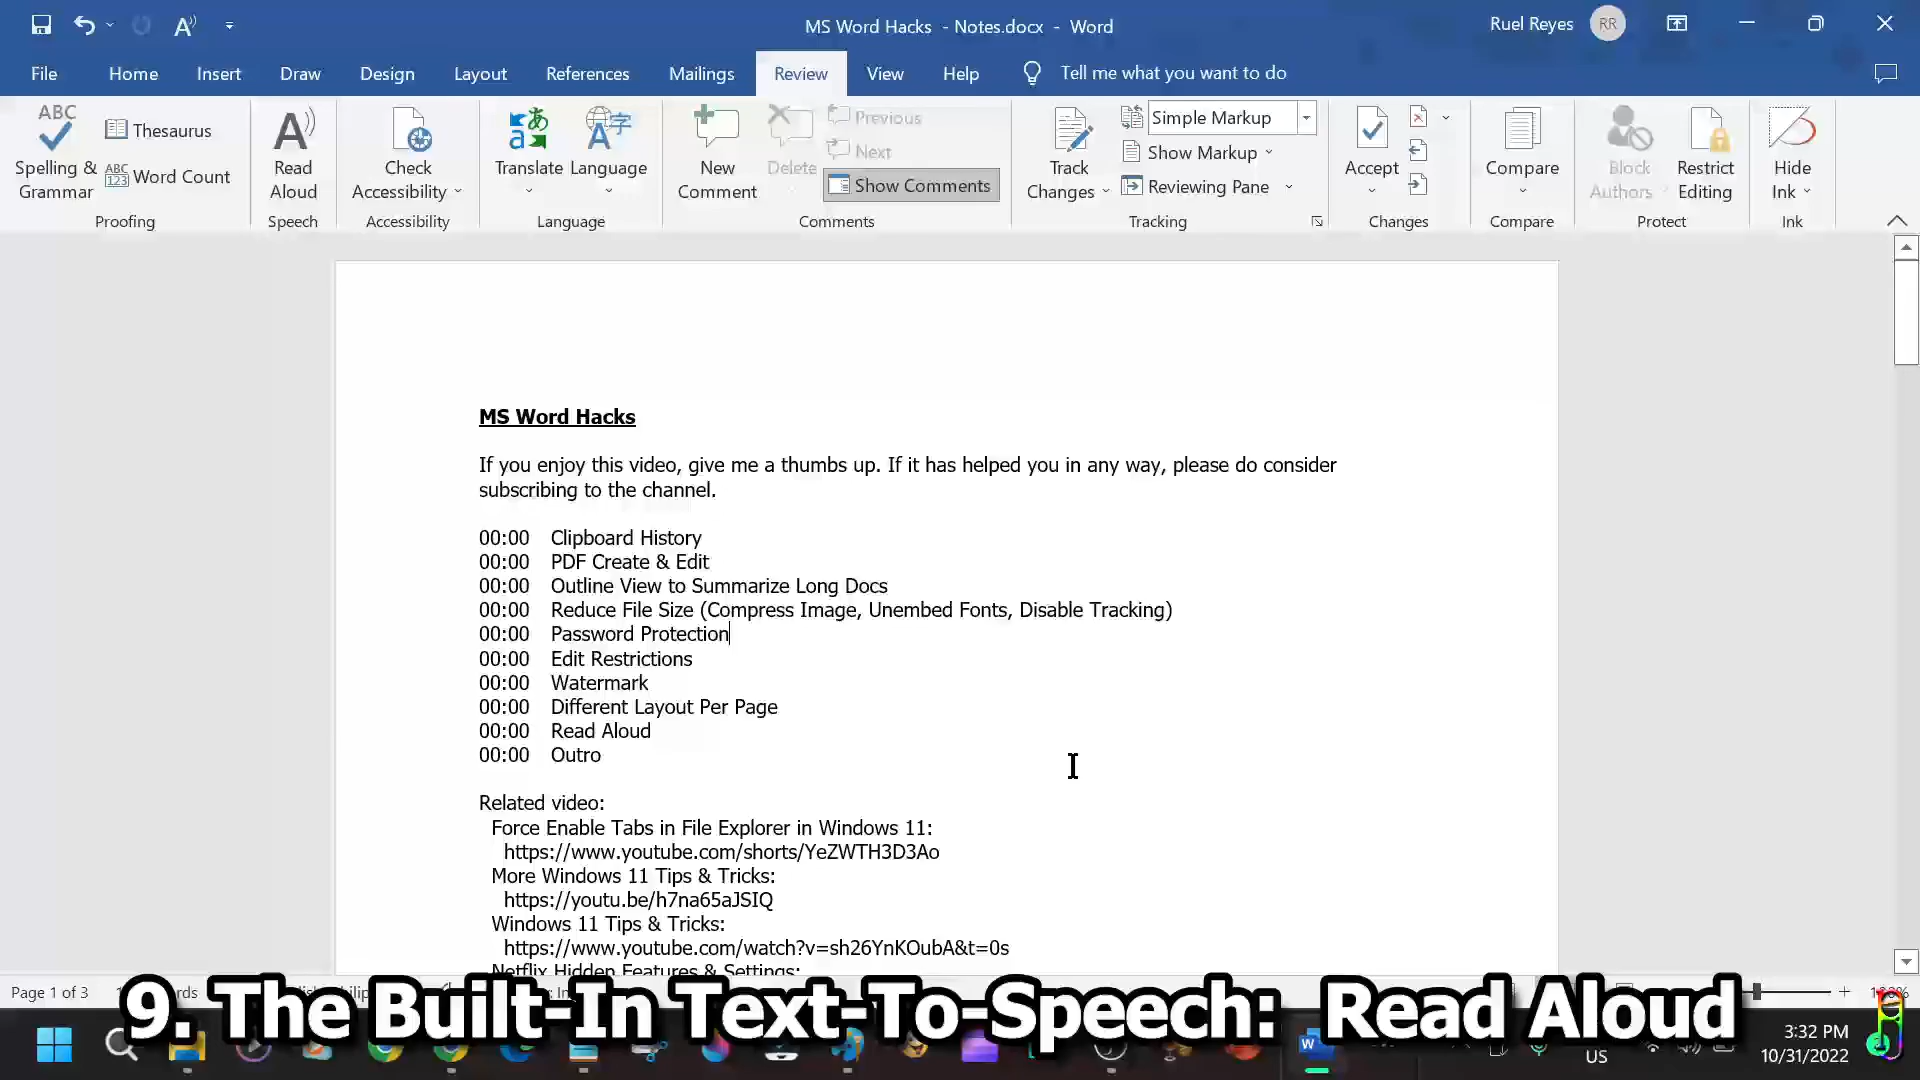 MS Word Hacks - Notes.docx - Word
Ruel Reyes
RR
File
Home
Insert
Draw
Design
Layout
References
Mailings
Review
View
Help
Tell me what you want to do
ABC
Spelling &
Grammar
Thesaurus
ABC
123 Word Count
Proofing
Read
Aloud
Speech
Check
Accessibility
Accessibility
Translate
Language
Language
New
Comment
Delete
Previous
Next
Show Comments
Comments
Track
Changes
Simple Markup
Show Markup
Reviewing Pane
Tracking
Accept
Changes
Compare
Compare
Block
Authors
Restrict
Editing
Protect
Hide
Ink
Ink
MS Word Hacks
If you enjoy this video, give me a thumbs up. If it has helped you in any way, please do consider
subscribing to the channel.
00:00 Clipboard History
00:00 PDF Create & Edit
00:00 Outline View to Summarize Long Docs
00:00 Reduce File Size (Compress Image, Unembed Fonts, Disable Tracking)
00:00 Password Protection
00:00 Edit Restrictions
00:00 Watermark
00:00 Different Layout Per Page
00:00 Read Aloud
00:00 Outro
Related video:
Force Enable Tabs in File Explorer in Windows 11:
https://www.youtube.com/shorts/YeZWTH3D3Ao
More Windows 11 Tips & Tricks:
https://youtu.be/h7na65aJSIQ
Windows 11 Tips & Tricks:
https://www.youtube.com/watch?v=sh26YnKOubA&t=0s
Netflix Hidden Features & Settings:
Page 1 of 3
9. The Built-In Text-To-Speech: Read Aloud
US
3:32 PM
10/31/2022